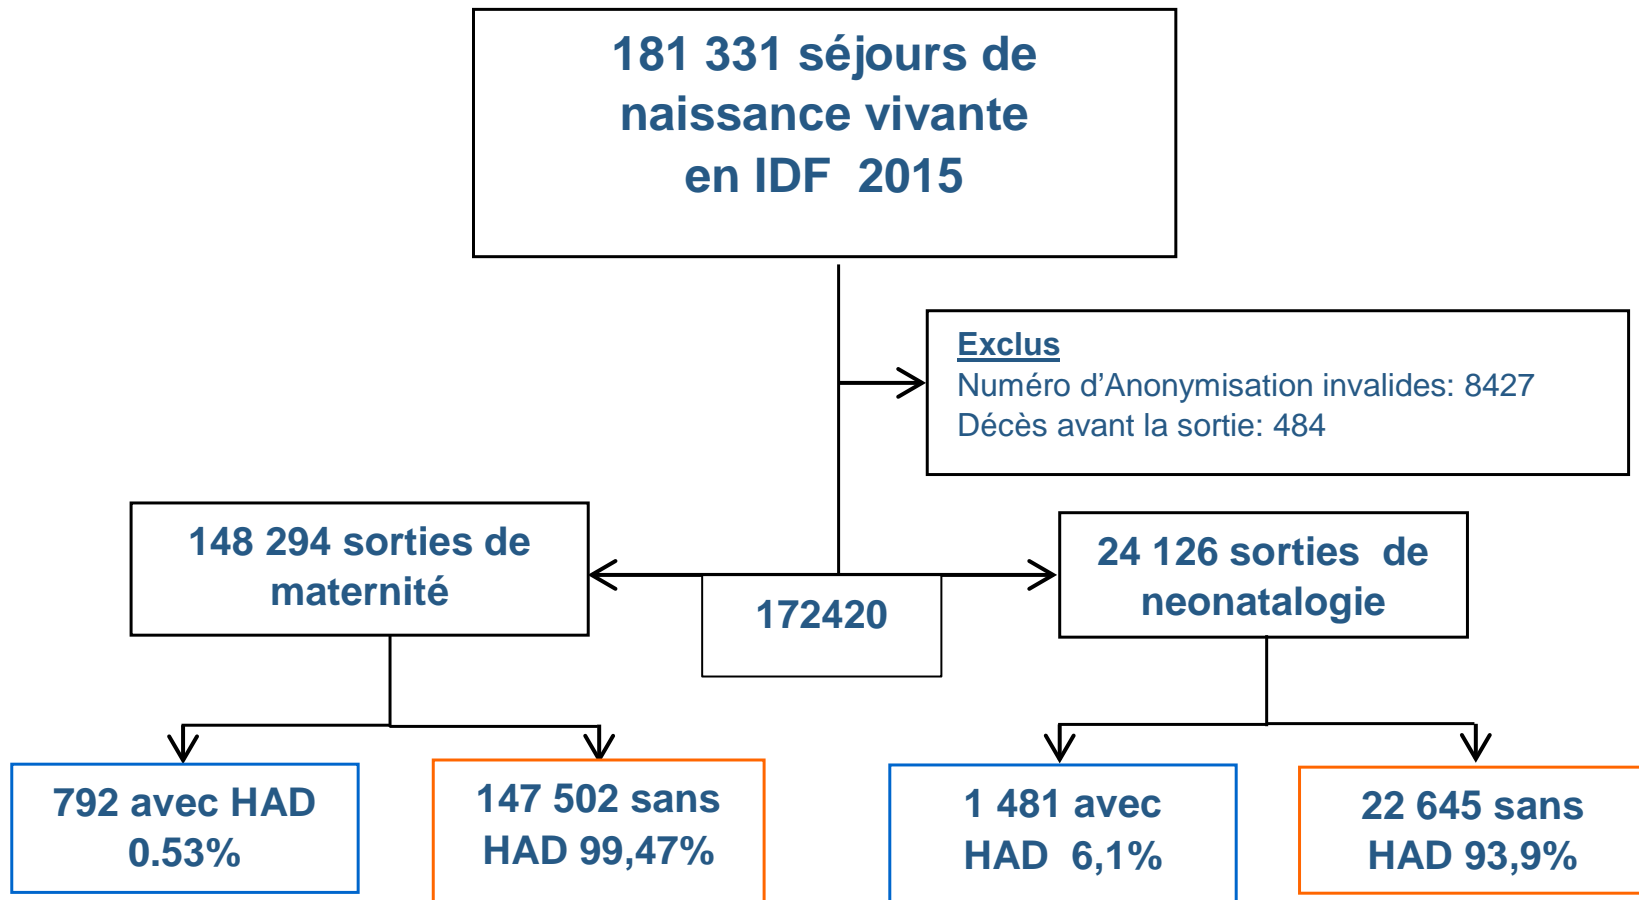 181 331 séjours de
naissance vivante
en IDF  2015
Exclus
Numéro d’Anonymisation invalides: 8427
Décès avant la sortie: 484
148 294 sorties de
maternité
172420
24 126 sorties  de
neonatalogie
792 avec HAD
0.53%
147 502 sans
HAD 99,47%
1 481 avec
HAD  6,1%
22 645 sans
HAD 93,9%